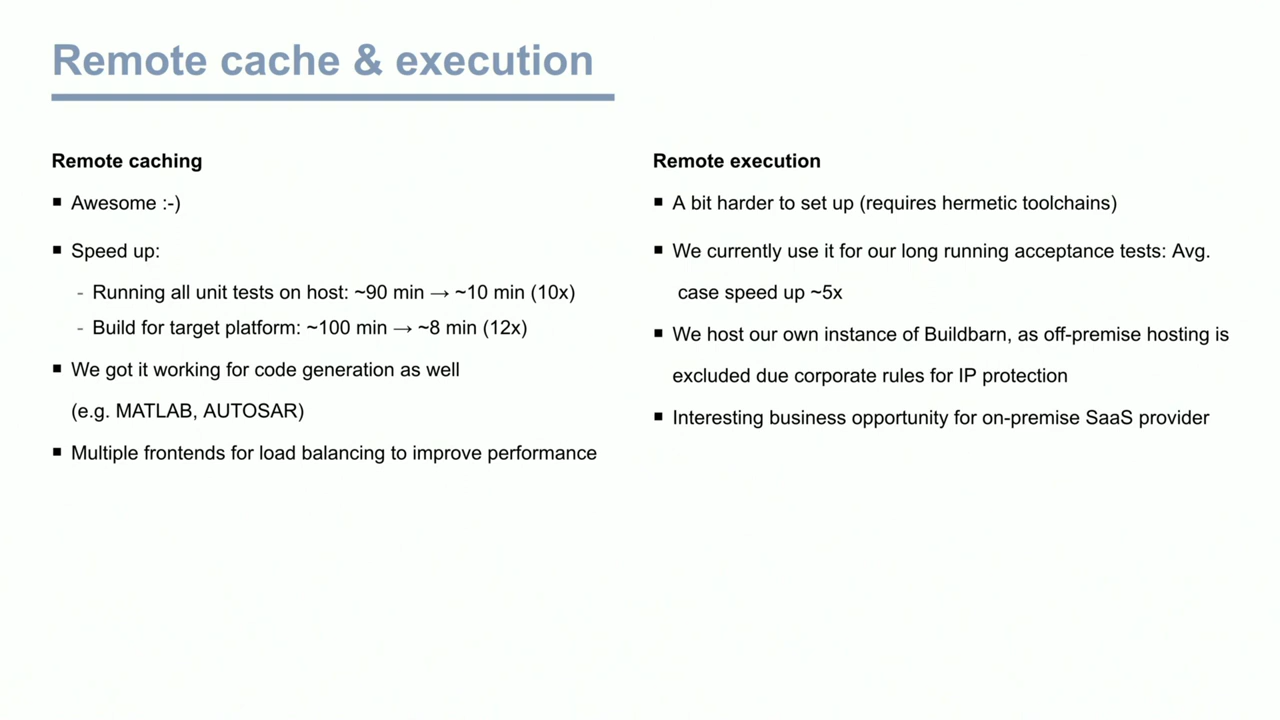 Remote cache & execution
Remote caching
▪ Awesome :-)
▪ Speed up:
- Running all unit tests on host: ~90 min → ~10 min (10x)
- Build for target platform: ~100 min → ~8 min (12x)
▪ We got it working for code generation as well
(e.g. MATLAB, AUTOSAR)
▪ Multiple frontends for load balancing to improve performance
Remote execution
▪ A bit harder to set up (requires hermetic toolchains)
▪ We currently use it for our long running acceptance tests: Avg.
case speed up ~5x
▪ We host our own instance of Buildbarn, as off-premise hosting is
excluded due corporate rules for IP protection
▪ Interesting business opportunity for on-premise SaaS provider